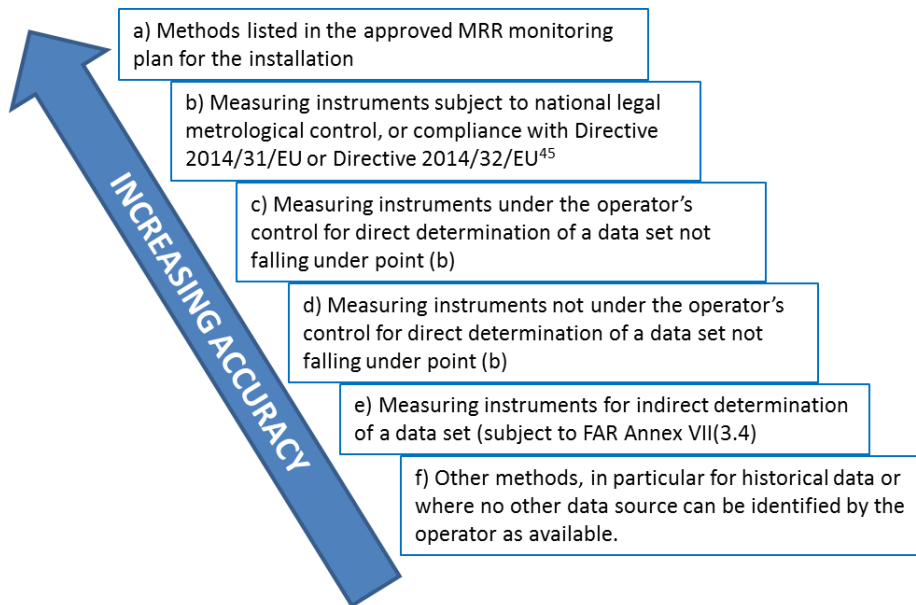 a) Methods listed in the approved MRR monitoring
plan for the installation
b) Measuring instruments subject to national legal
metrological control, or compliance with Directive
2014/31/EU or Directive 2014/32/EU⁴⁵
c) Measuring instruments under the operator’s
control for direct determination of a data set not
falling under point (b)
d) Measuring instruments not under the operator’s
control for direct determination of a data set not
falling under point (b)
e) Measuring instruments for indirect determination
of a data set (subject to FAR Annex VII(3.4)
f) Other methods, in particular for historical data or
where no other data source can be identified by the
operator as available.
INCREASING ACCURACY